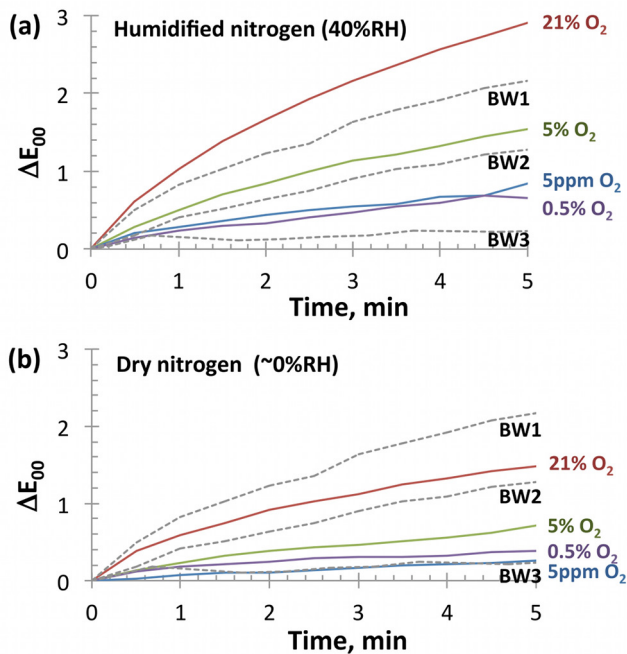 (a)
Humidified nitrogen (40%RH)
3
2
1
0
ΔE₀₀
21% O₂
BW1
5% O₂
BW2
5ppm O₂
0.5% O₂
BW3
0 1 2 3 4 5
Time, min
(b)
Dry nitrogen (~0%RH)
3
2
1
0
ΔE₀₀
BW1
21% O₂
BW2
5% O₂
0.5% O₂
BW3 5ppm O₂
0 1 2 3 4 5
Time, min